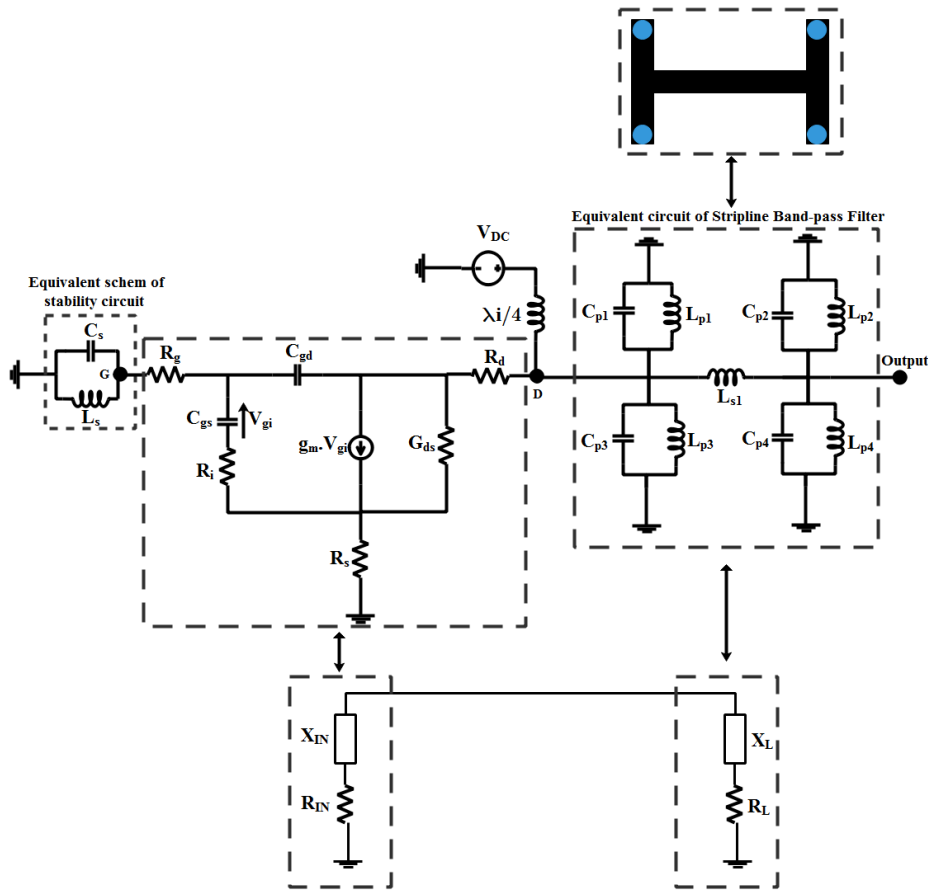 Equivalent circuit of Stripline Band-pass Filter
V_DC
Equivalent schem of
stability circuit
C_s
G
L_s
R_g
C_gd
R_d
λi/4
D
C_gs
V_gi
R_i
g_m.V_gi
G_ds
R_s
C_p1
L_p1
C_p2
L_p2
L_s1
Output
C_p3
L_p3
C_p4
L_p4
X_IN
R_IN
X_L
R_L
- +